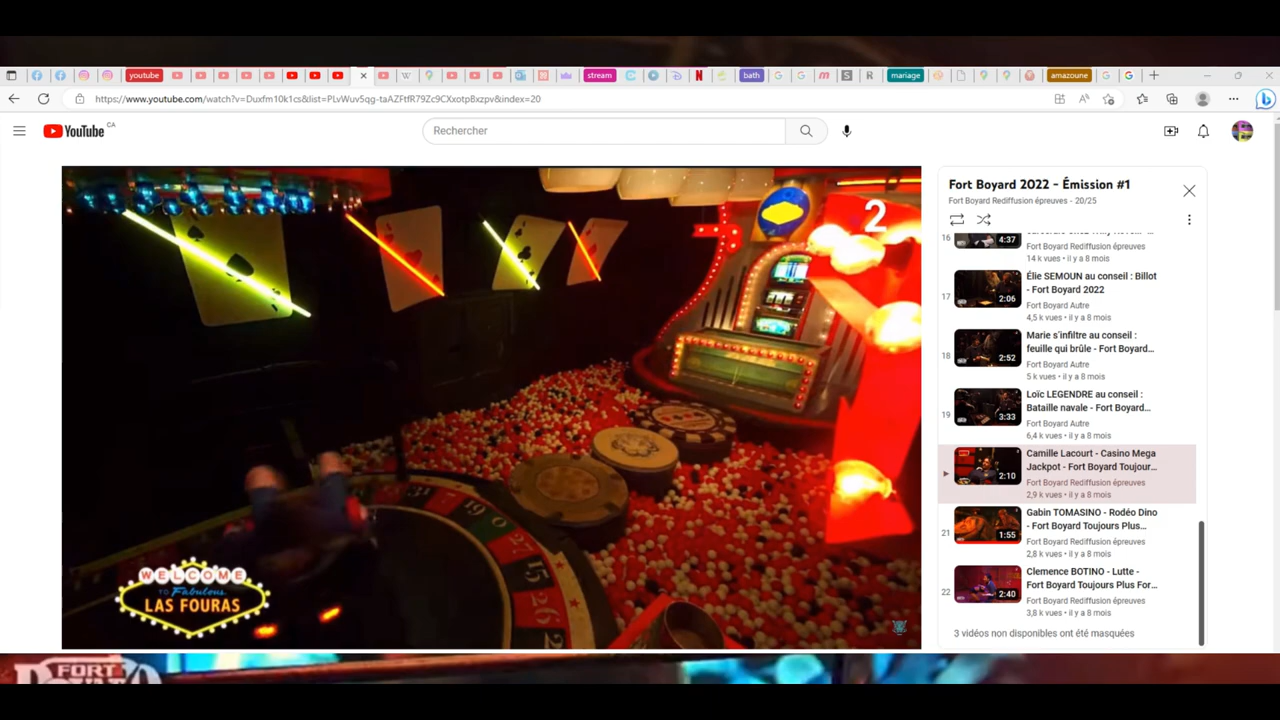 youtube
stream
bath
mariage
amazoune
https://www.youtube.com/watch?v=Duxfm10k1cs&list=PLvWuv5qg-taAZFtfR79Zc9CXxotpBxzpv&index=20
YouTube CA
Rechercher
2
WELCOME
TO Fabulous
LAS FOURAS
31
19
0
27
15
26
Fort Boyard 2022 - Émission #1
Fort Boyard Rediffusion épreuves - 20/25
16
4:37
Fort Boyard Rediffusion épreuves
14 k vues • il y a 8 mois
17
2:06
Élie SEMOUN au conseil : Billot
- Fort Boyard 2022
Fort Boyard Autre
4,5 k vues • il y a 8 mois
18
2:52
Marie s'infiltre au conseil :
feuille qui brûle - Fort Boyard...
Fort Boyard Autre
5 k vues • il y a 8 mois
19
3:33
Loïc LEGENDRE au conseil :
Bataille navale - Fort Boyard...
Fort Boyard Autre
6,4 k vues • il y a 8 mois
2:10
Camille Lacourt - Casino Mega
Jackpot - Fort Boyard Toujour...
Fort Boyard Rediffusion épreuves
2,9 k vues • il y a 8 mois
21
1:55
Gabin TOMASINO - Rodéo Dino
- Fort Boyard Toujours Plus...
Fort Boyard Rediffusion épreuves
2,8 k vues • il y a 8 mois
22
2:40
Clemence BOTINO - Lutte -
Fort Boyard Toujours Plus For...
Fort Boyard Rediffusion épreuves
3,8 k vues • il y a 8 mois
3 vidéos non disponibles ont été masquées
FORT